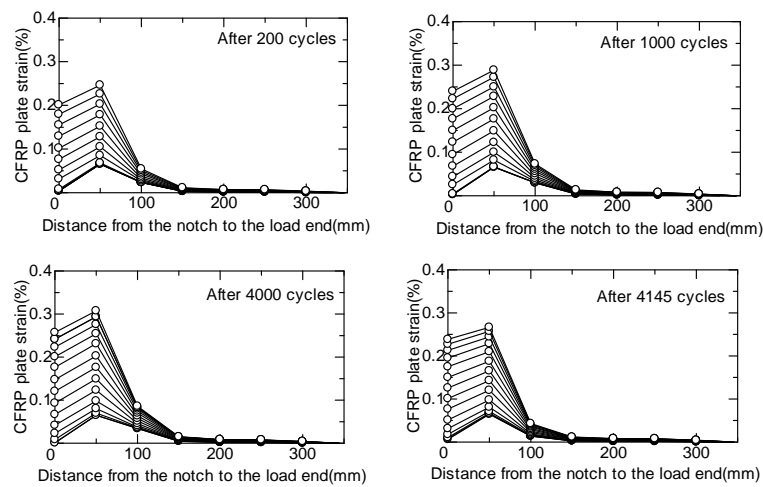 0.4
0.3
0.2
0.1
CFRP plate strain(%)
After 200 cycles
0
100
200
300
Distance from the notch to the load end(mm)
0.4
0.3
0.2
0.1
CFRP plate strain(%)
After 1000 cycles
0
100
200
300
Distance from the notch to the load end(mm)
0.4
0.3
0.2
0.1
CFRP plate strain(%)
After 4000 cycles
0
100
200
300
Distance from the notch to the load end(mm)
0.4
0.3
0.2
0.1
CFRP plate strain(%)
After 4145 cycles
0
100
200
300
Distance from the notch to the load end(mm)